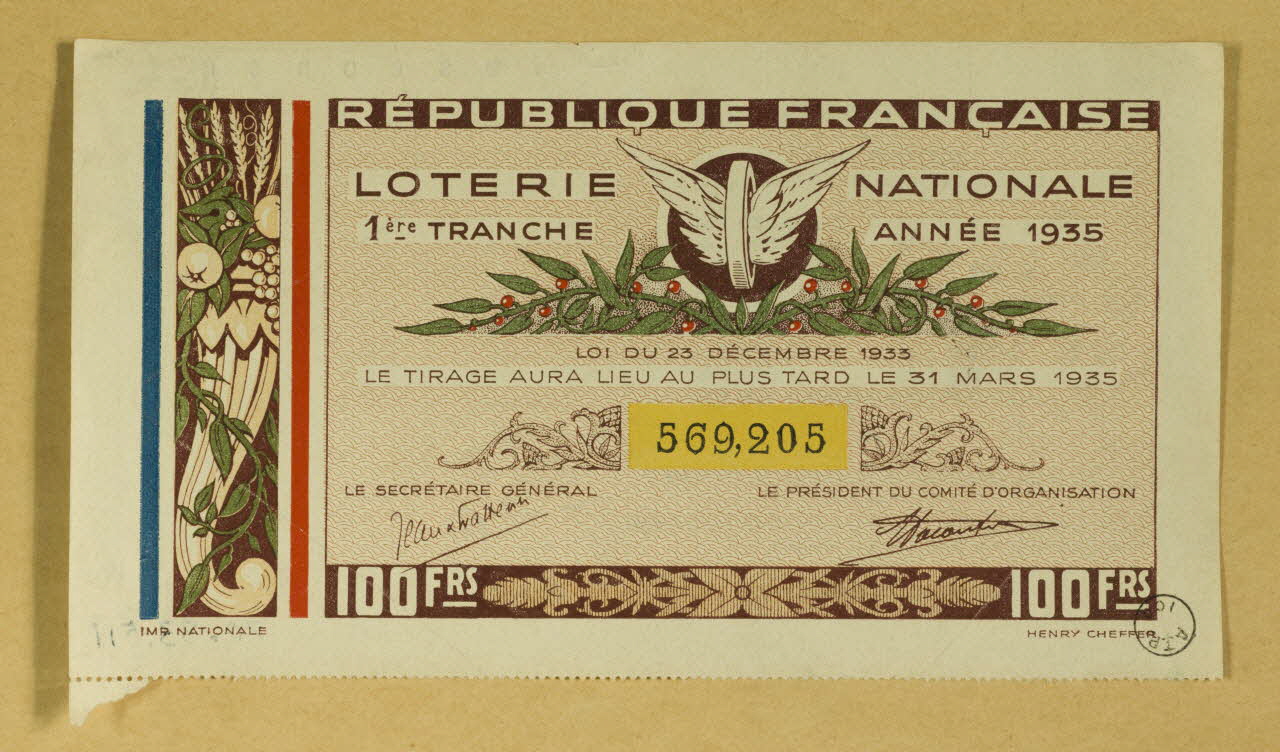 RÉPUBLIQUE FRANÇAISE
LOTERIE NATIONALE
1ère TRANCHE ANNÉE 1935
LOI DU 23 DÉCEMBRE 1933
LE TIRAGE AURA LIEU AU PLUS TARD LE 31 MARS 1935
569,205
LE SECRÉTAIRE GÉNÉRAL LE PRÉSIDENT DU COMITÉ D'ORGANISATION
100 FRS 100 FRS
IMP. NATIONALE HENRY CHEFFER